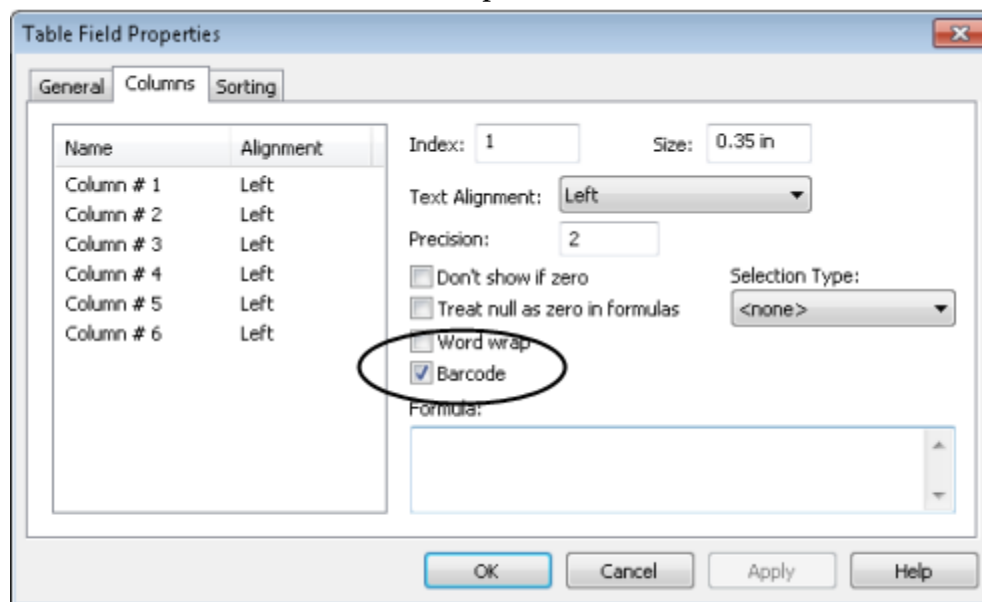 Table Field Properties
General Columns Sorting
Name Alignment
Column # 1 Left
Column # 2 Left
Column # 3 Left
Column # 4 Left
Column # 5 Left
Column # 6 Left
Index: 1 Size: 0.35 in
Text Alignment: Left
Precision: 2
Don't show if zero
Treat null as zero in formulas
Word wrap
Barcode
Selection Type:
<none>
Formula:
OK Cancel Apply Help